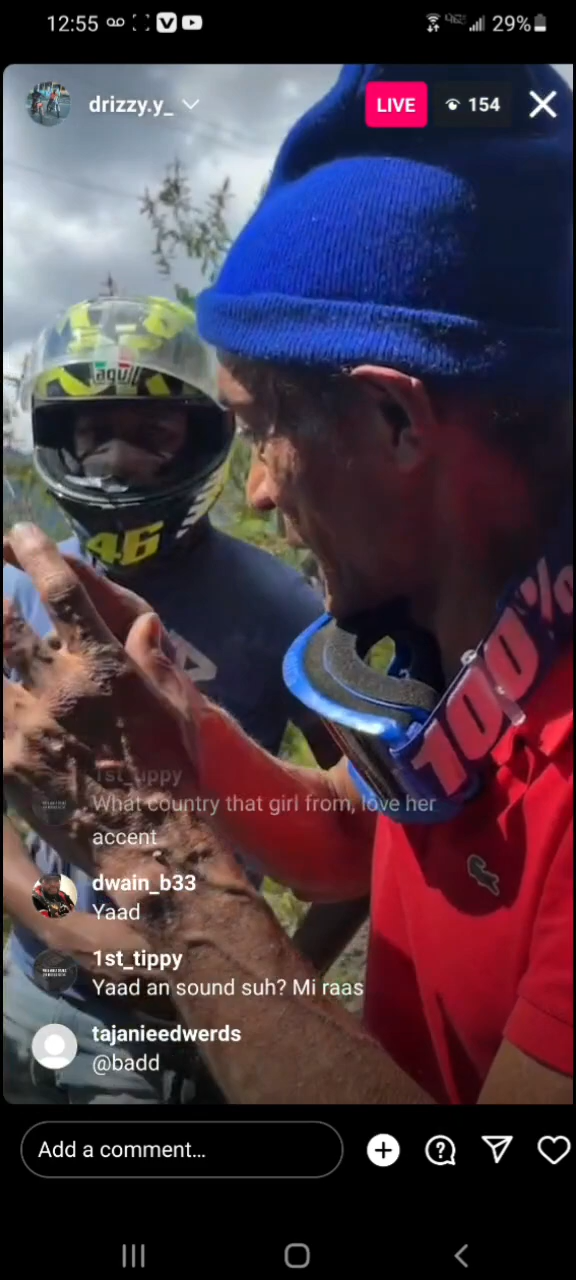 12:55
29%
drizzy.y_
LIVE
154
agv
46
100%
1st_tippy
What country that girl from, love her
accent
dwain_b33
Yaad
1st_tippy
Yaad an sound suh? Mi raas
tajanieedwerds
@badd
Add a comment…